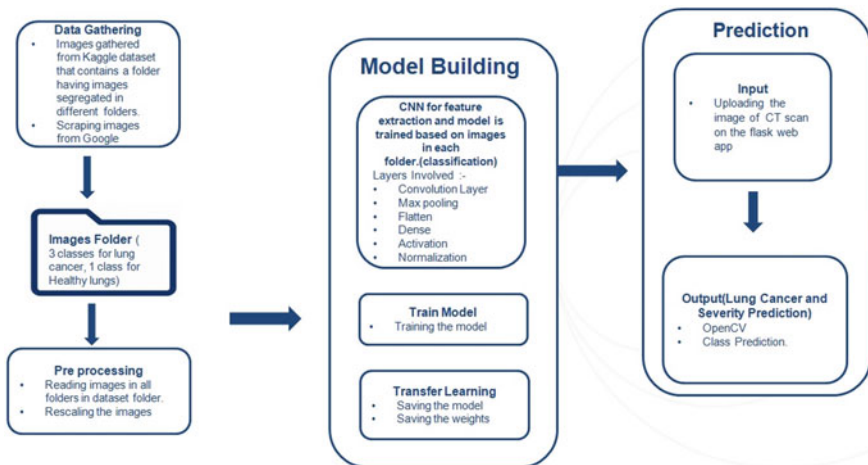 Data Gathering
• Images gathered
from Kaggle dataset
that contains a folder
having images
segregated in
different folders.
• Scraping images
from Google
Images Folder (
3 classes for lung
cancer, 1 class for
Healthy lungs)
Pre processing
• Reading images in all
folders in dataset folder.
• Rescaling the images
Model Building
CNN for feature
extraction and model is
trained based on images
in each
folder.(classification)
Layers Involved :-
• Convolution Layer
• Max pooling
• Flatten
• Dense
• Activation
• Normalization
Train Model
• Training the model
Transfer Learning
• Saving the model
• Saving the weights
Prediction
Input
• Uploading the
image of CT scan
on the flask web
app
Output(Lung Cancer and
Severity Prediction)
• OpenCV
• Class Prediction.